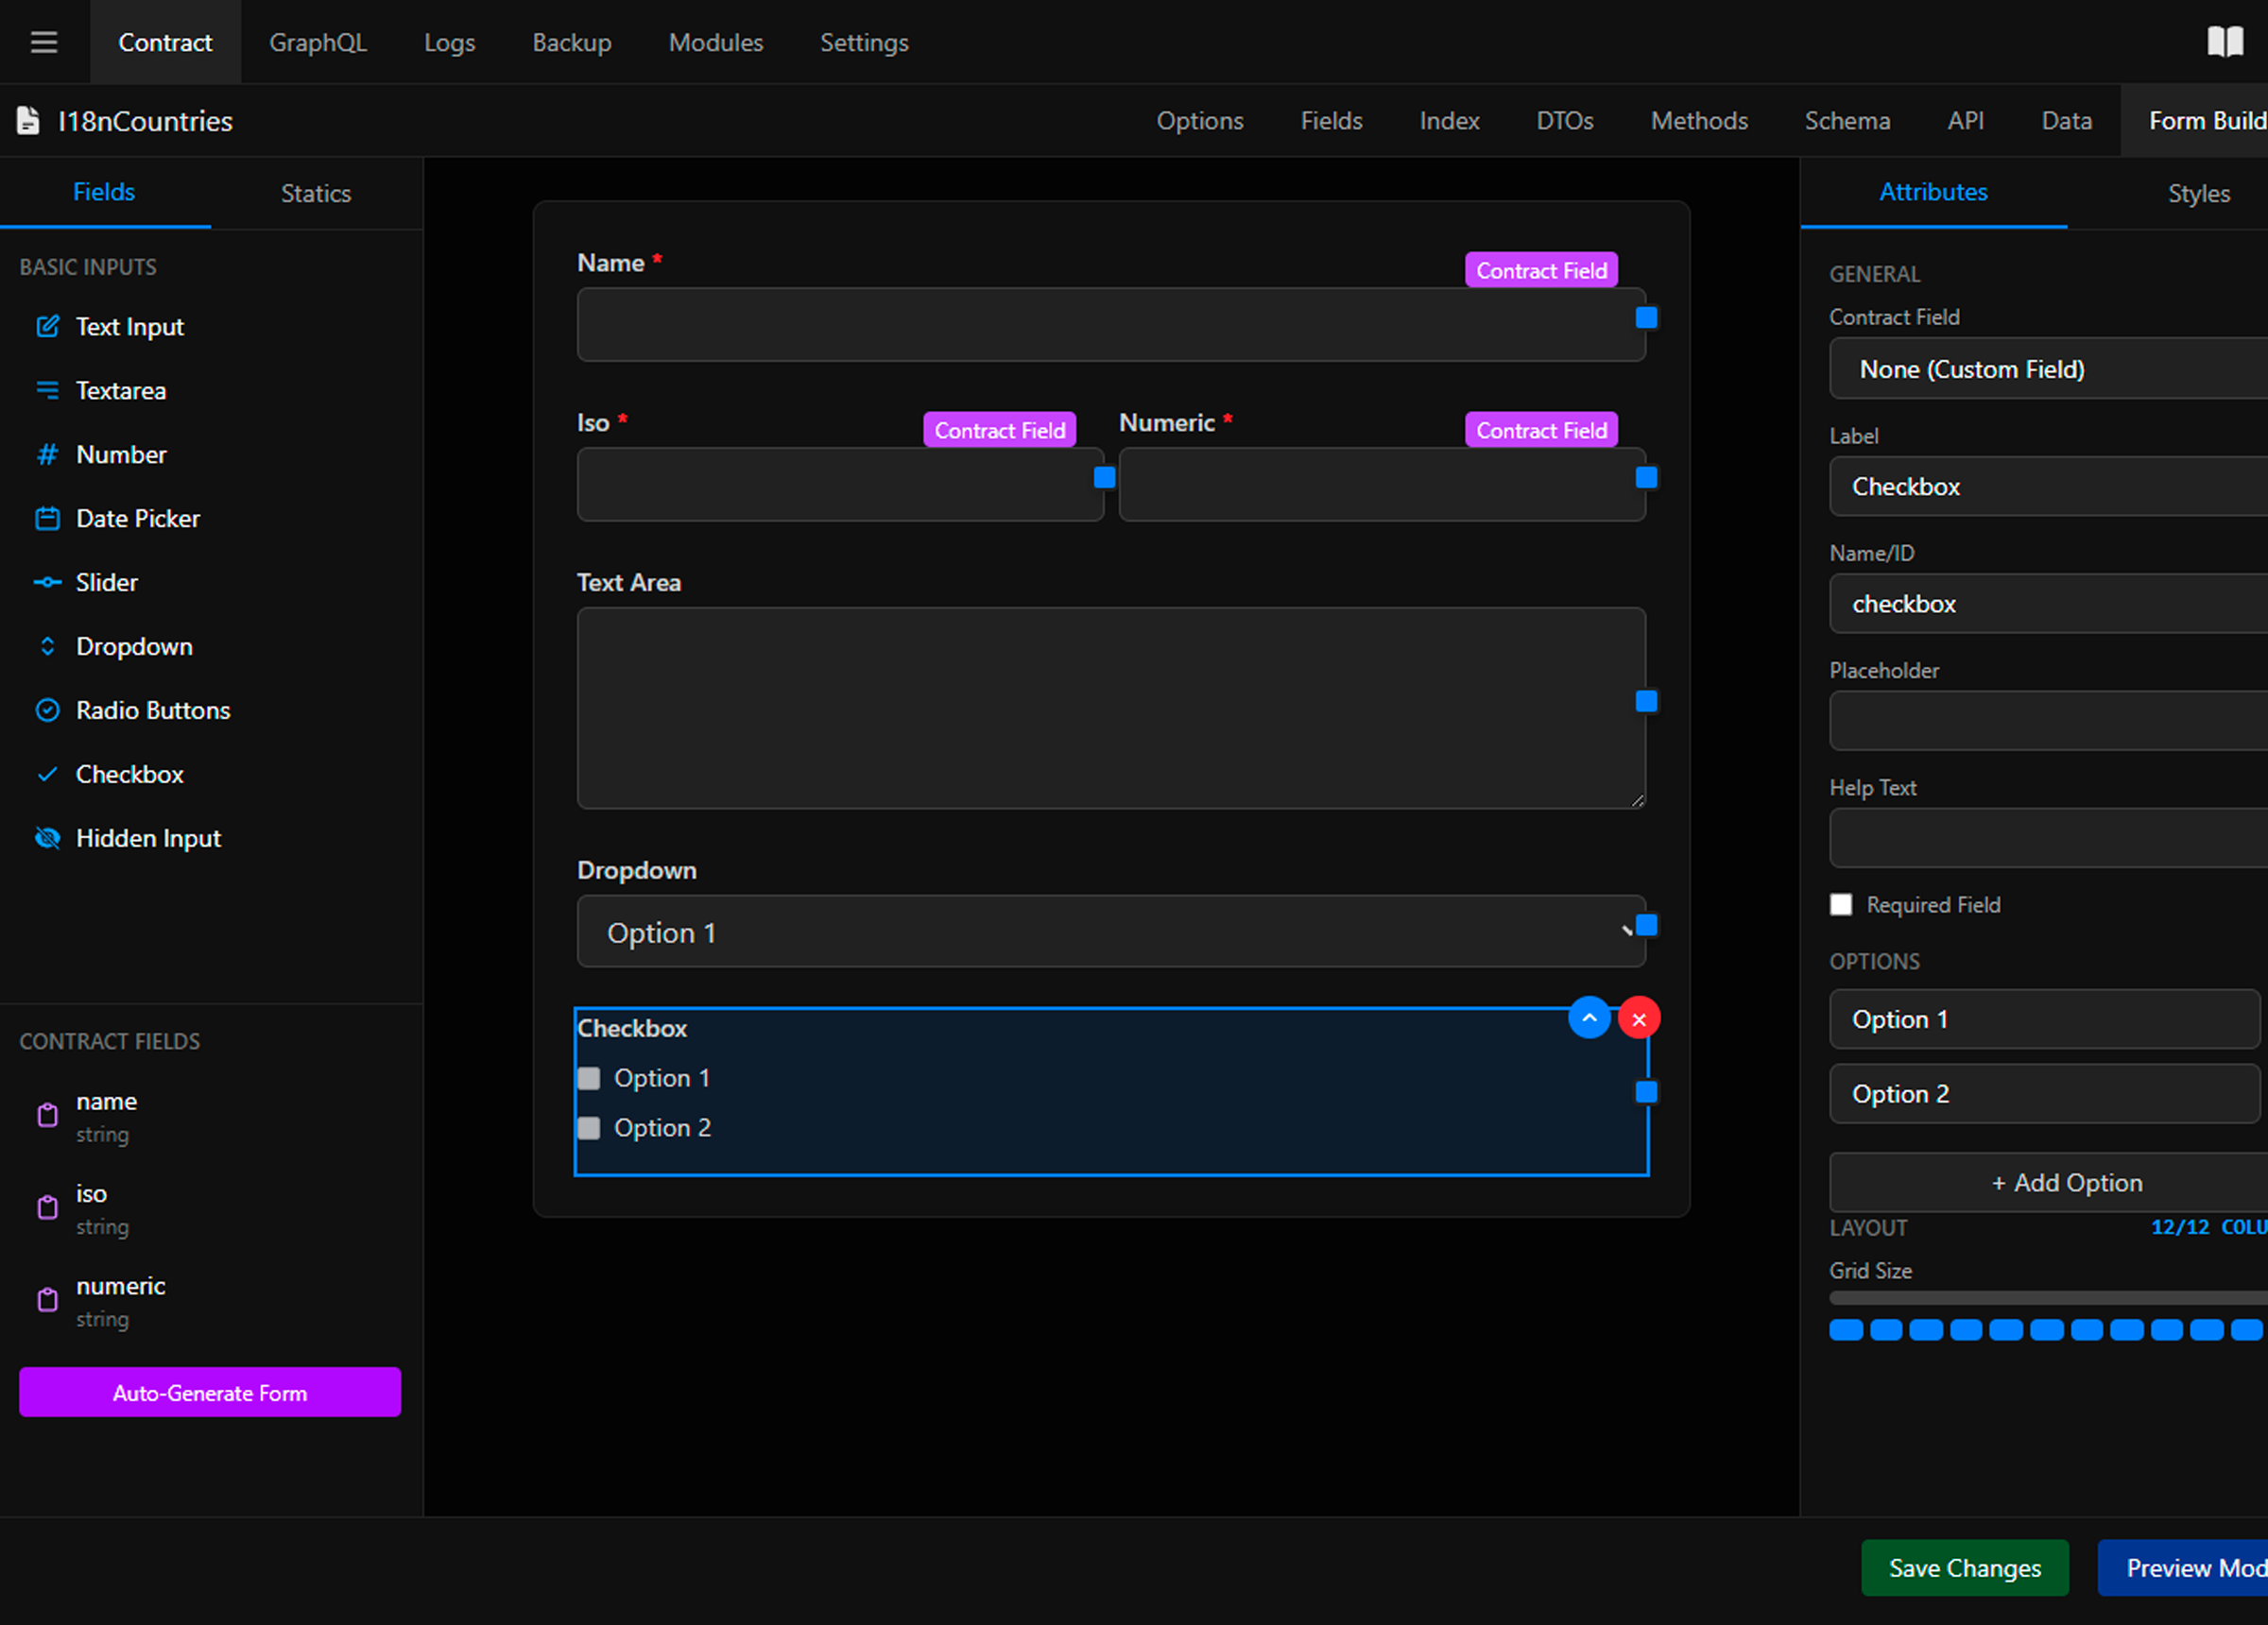 Contract GraphQL Logs Backup Modules Settings
I18nCountries Options Fields Index DTOs Methods Schema API Data Form Build
Fields Statics
BASIC INPUTS
Text Input
Textarea
Number
Date Picker
Slider
Dropdown
Radio Buttons
Checkbox
Hidden Input
CONTRACT FIELDS
name
string
iso
string
numeric
string
Auto-Generate Form
Name *
Contract Field
Iso *
Contract Field
Numeric *
Contract Field
Text Area
Dropdown
Option 1
Checkbox
Option 1
Option 2
Attributes Styles
GENERAL
Contract Field
None (Custom Field)
Label
Checkbox
Name/ID
checkbox
Placeholder
Help Text
Required Field
OPTIONS
Option 1
Option 2
+ Add Option
LAYOUT 12/12 COLU
Grid Size
Save Changes Preview Mod